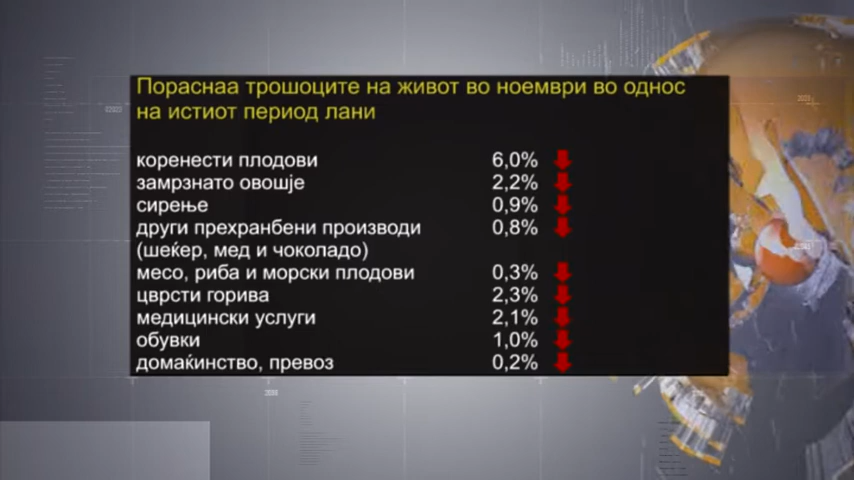 Пораснаа трошоците на живот во ноември во однос
на истиот период лани
коренести плодови 6,0%
замрзнато овошје 2,2%
сирење 0,9%
други прехранбени производи 0,8%
(шеќер, мед и чоколадо)
месо, риба и морски плодови 0,3%
цврсти горива 2,3%
медицински услуги 2,1%
обувки 1,0%
домаќинство, превоз 0,2%